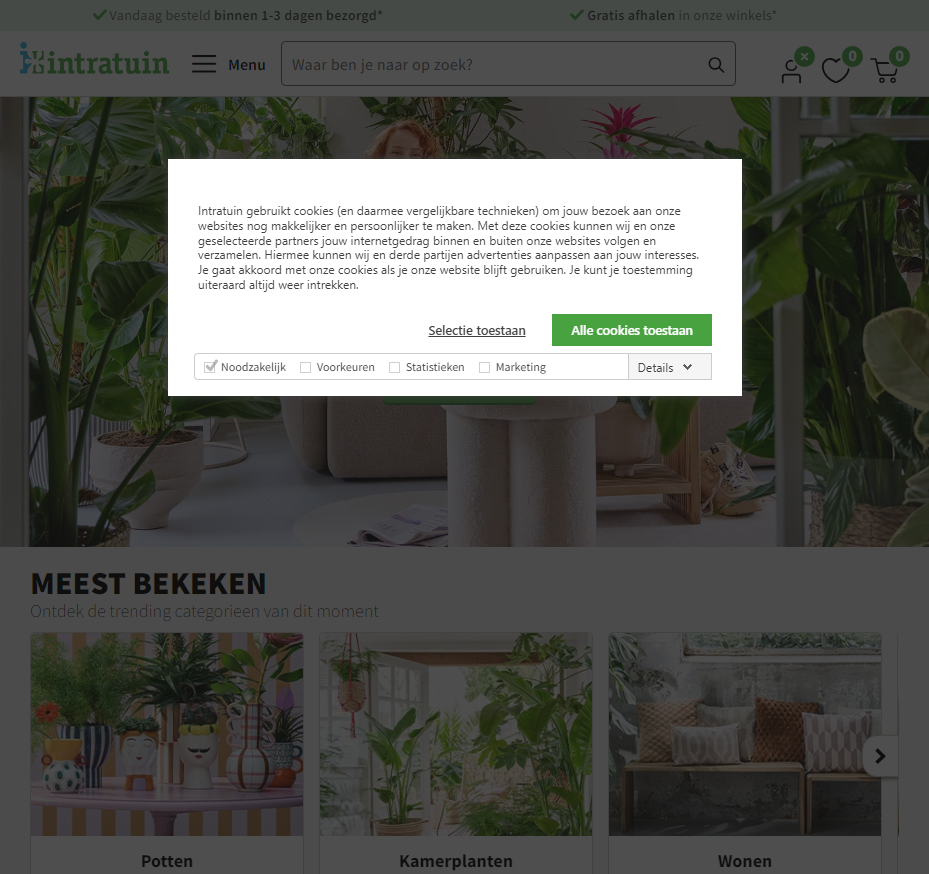 Vandaag besteld binnen 1-3 dagen bezorgd*
Gratis afhalen in onze winkels*
intratuin
Menu
Waar ben je naar op zoek?
×
0
0
Intratuin gebruikt cookies (en daarmee vergelijkbare technieken) om jouw bezoek aan onze
websites nog makkelijker en persoonlijker te maken. Met deze cookies kunnen wij en onze
geselecteerde partners jouw internetgedrag binnen en buiten onze websites volgen en
verzamelen. Hiermee kunnen wij en derde partijen advertenties aanpassen aan jouw interesses.
Je gaat akkoord met onze cookies als je onze website blijft gebruiken. Je kunt je toestemming
uiteraard altijd weer intrekken.
Selectie toestaan
Alle cookies toestaan
Noodzakelijk
Voorkeuren
Statistieken
Marketing
Details
MEEST BEKEKEN
Ontdek de trending categorieen van dit moment
Potten
Kamerplanten
Wonen